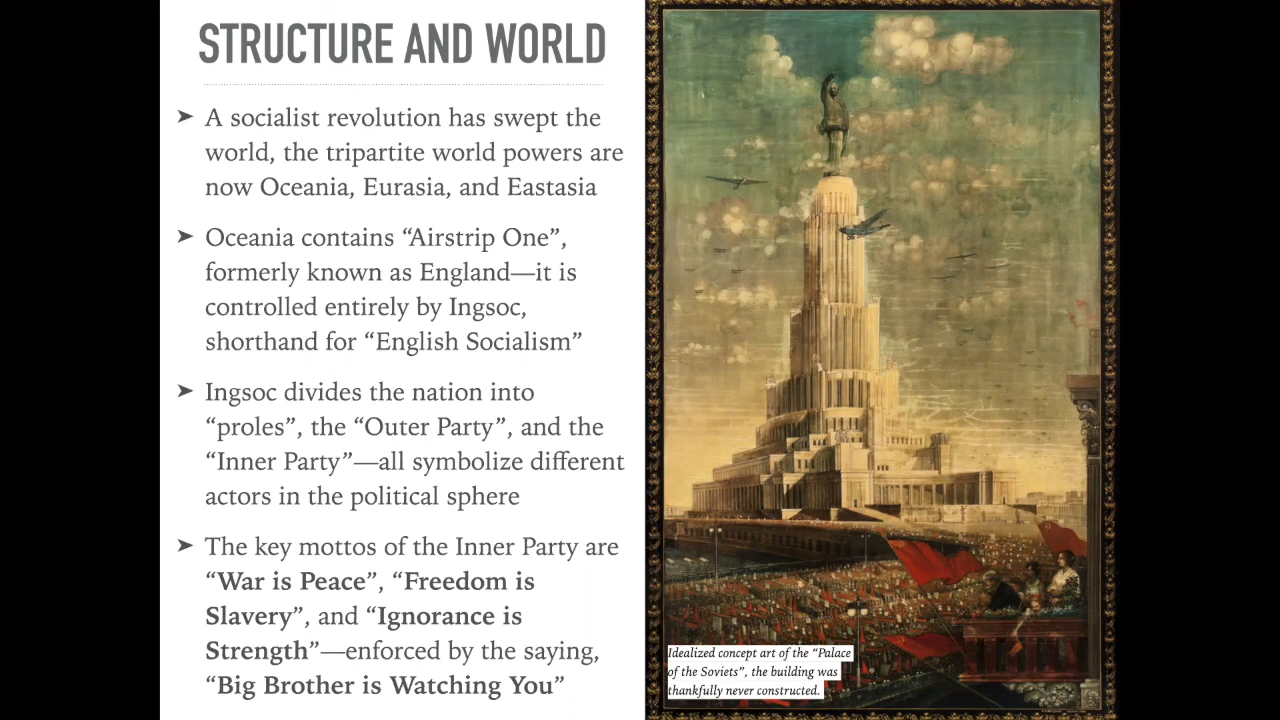 STRUCTURE AND WORLD
➤ A socialist revolution has swept the
world, the tripartite world powers are
now Oceania, Eurasia, and Eastasia
➤ Oceania contains “Airstrip One”,
formerly known as England—it is
controlled entirely by Ingsoc,
shorthand for “English Socialism”
➤ Ingsoc divides the nation into
“proles”, the “Outer Party”, and the
“Inner Party”—all symbolize different
actors in the political sphere
➤ The key mottos of the Inner Party are
“War is Peace”, “Freedom is
Slavery”, and “Ignorance is
Strength”—enforced by the saying,
“Big Brother is Watching You”
Idealized concept art of the “Palace
of the Soviets”, the building was
thankfully never constructed.